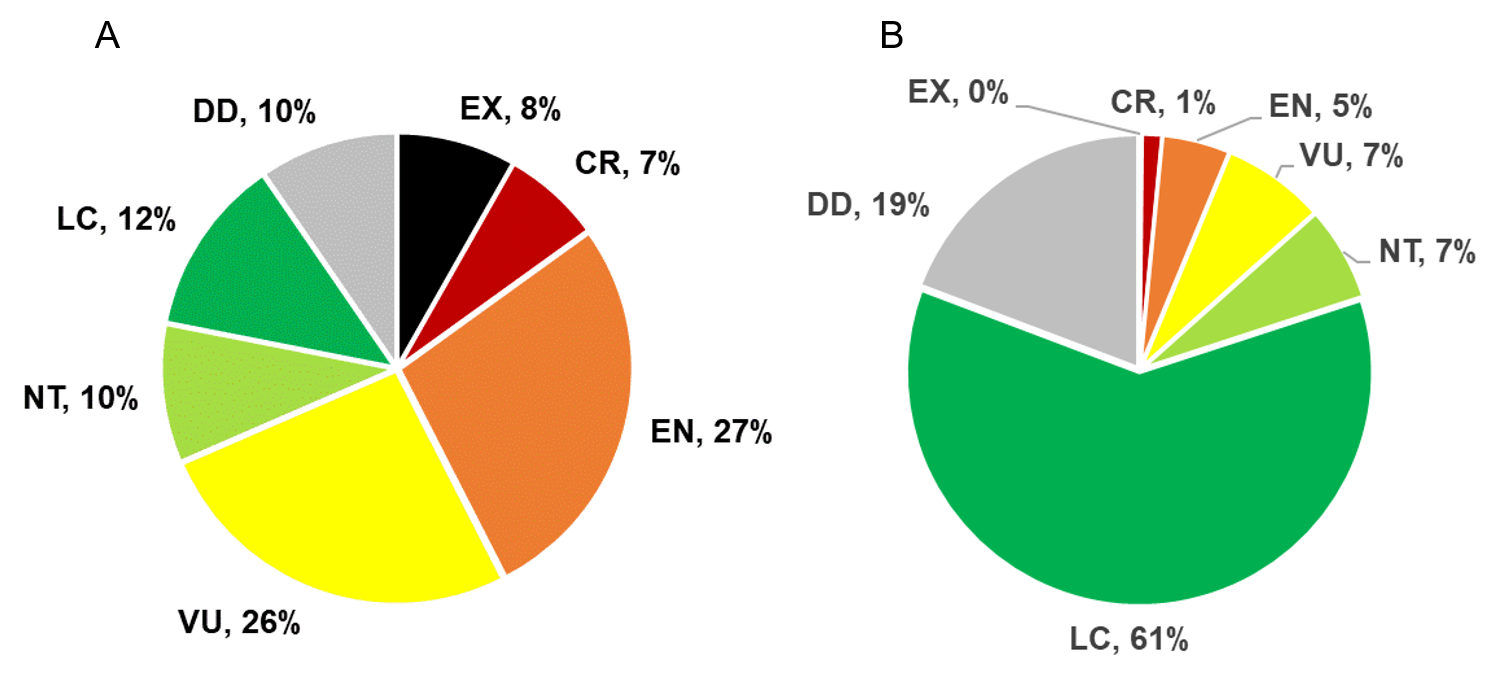 A
EX, 8%
CR, 7%
EN, 27%
VU, 26%
NT, 10%
LC, 12%
DD, 10%
B
EX, 0%
CR, 1%
EN, 5%
VU, 7%
NT, 7%
LC, 61%
DD, 19%